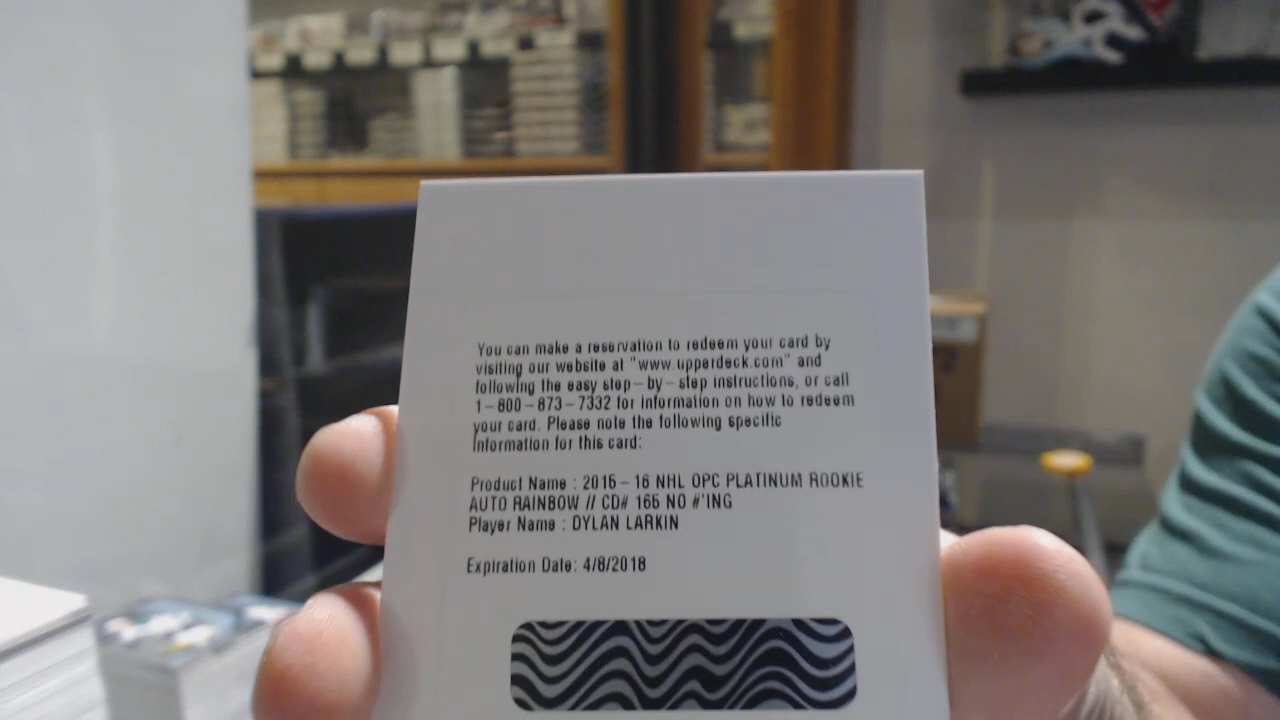 You can make a reservation to redeem your card by
visiting our website at "www.upperdeck.com" and
following the easy step-by-step instructions, or call
1-800-873-7332 for information on how to redeem
your card. Please note the following specific
information for this card:
Product Name : 2015-16 NHL OPC PLATINUM ROOKIE
AUTO RAINBOW // CD# 165 NO #'ING
Player Name : DYLAN LARKIN
Expiration Date: 4/8/2018